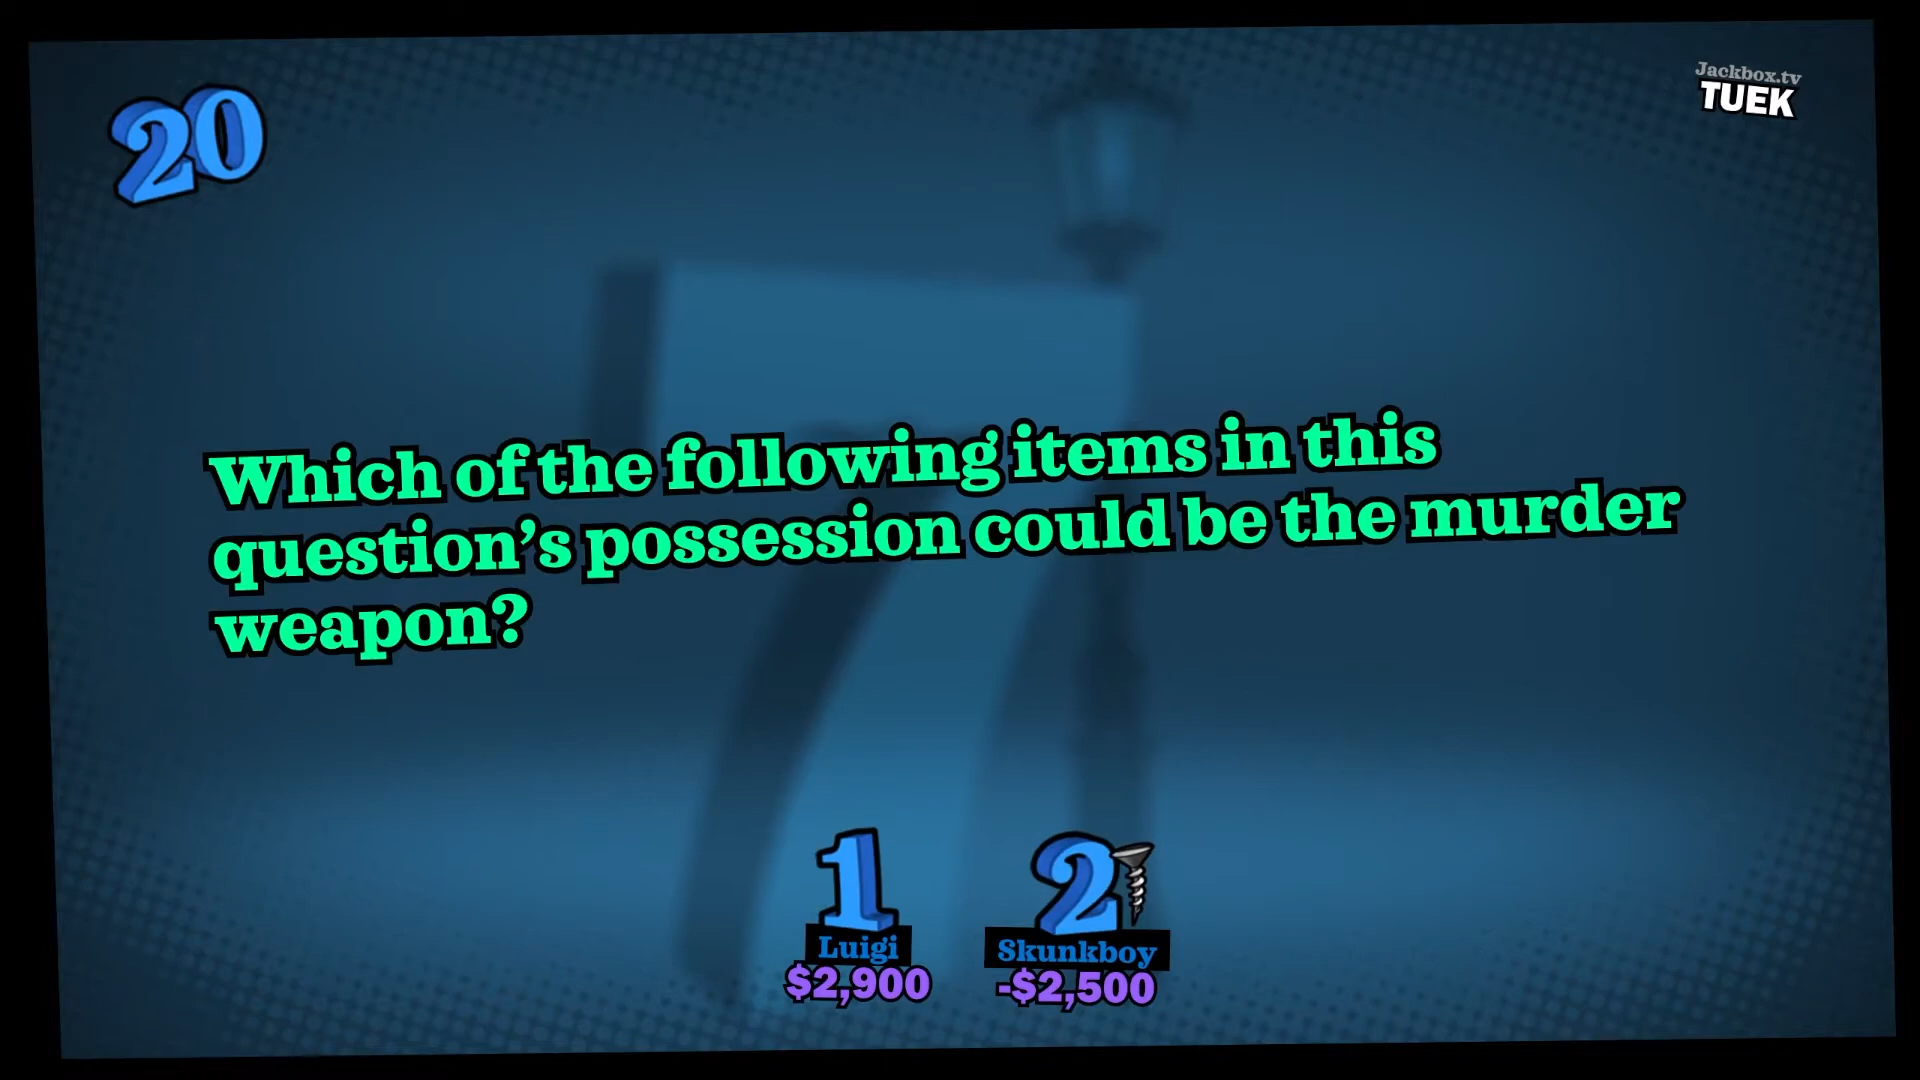 20
Jackbox.tv
TUEK
Which of the following items in this
question's possession could be the murder
weapon?
1
2
Luigi
Skunkboy
$2,900
-$2,500